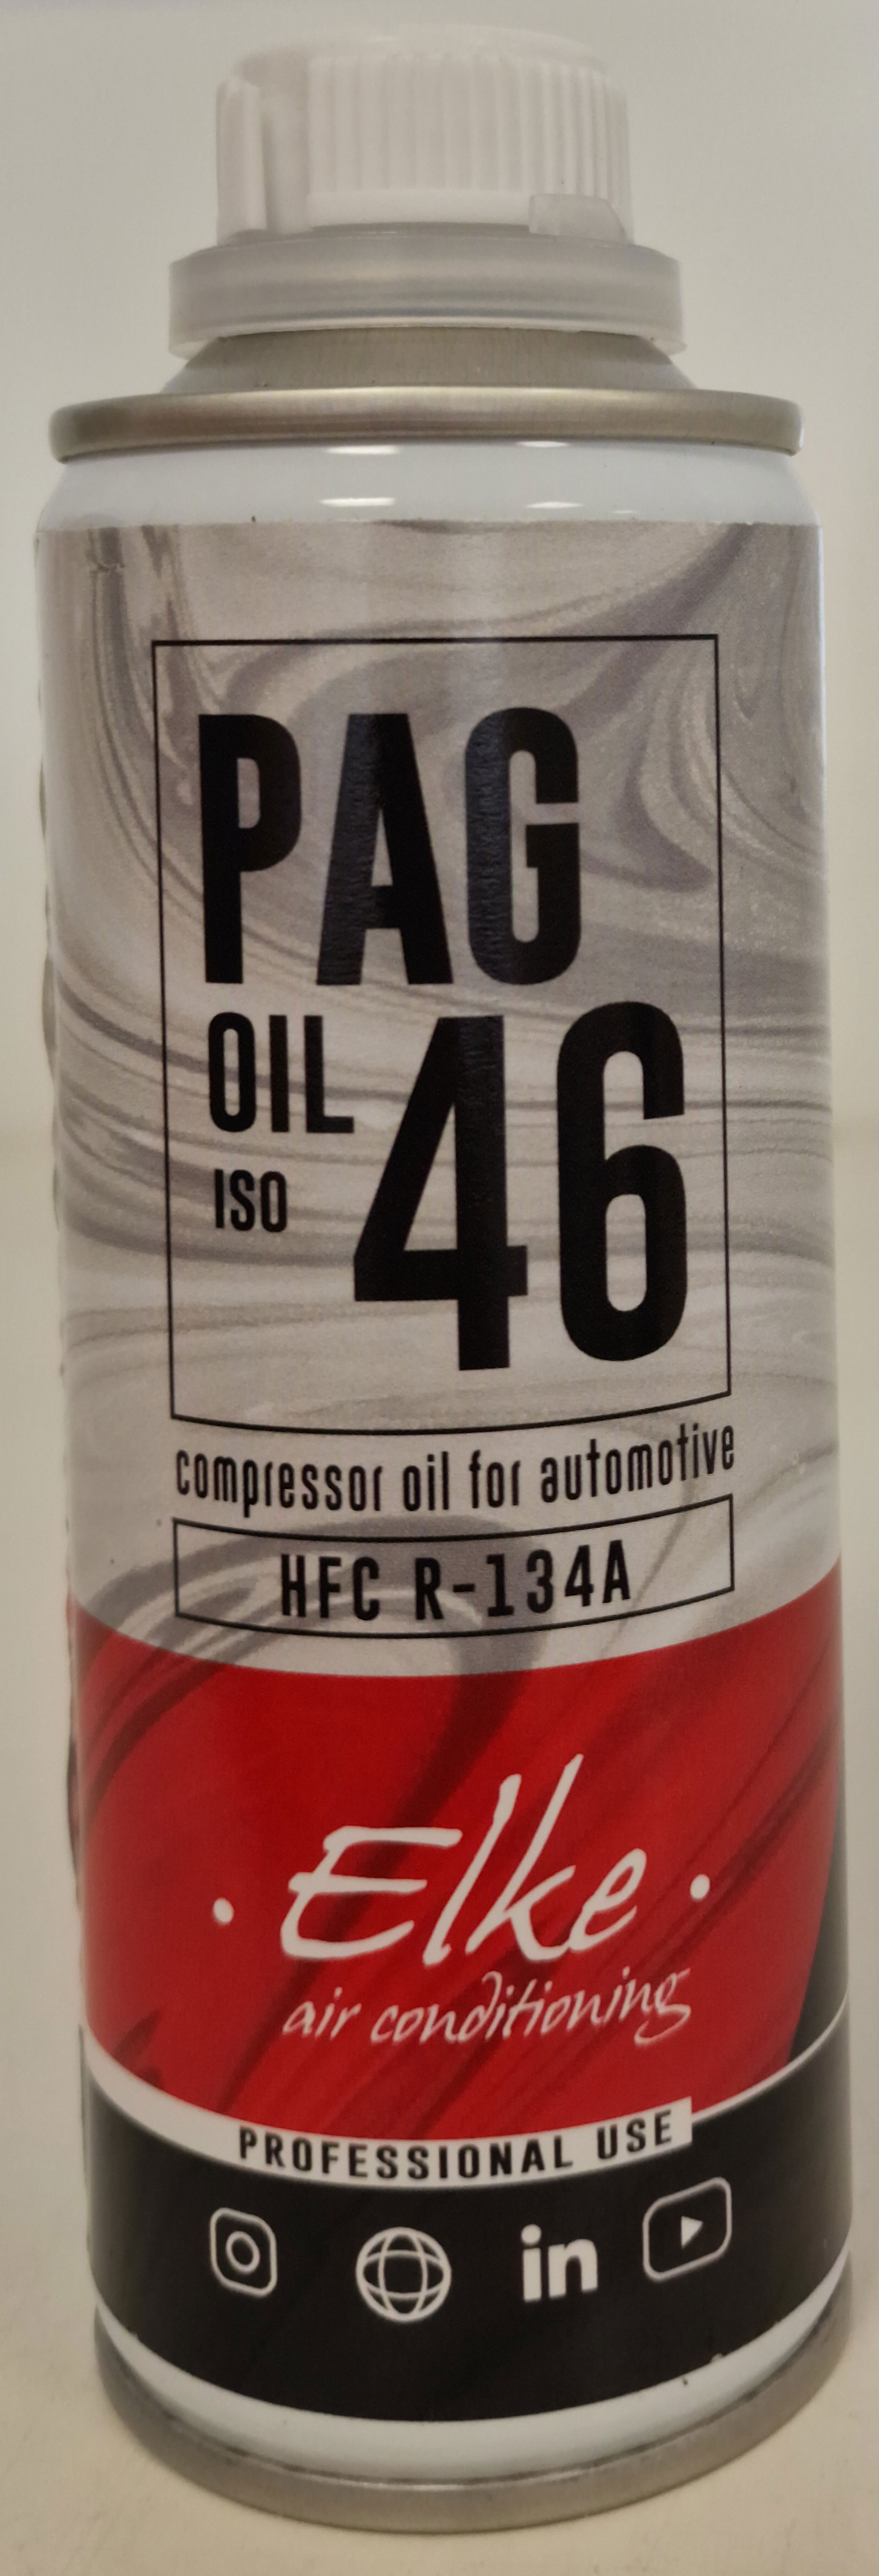 PAG
OIL 46
ISO
compressor oil for automotive
HFC R-134A
• Elke •
air conditioning
PROFESSIONAL USE
in